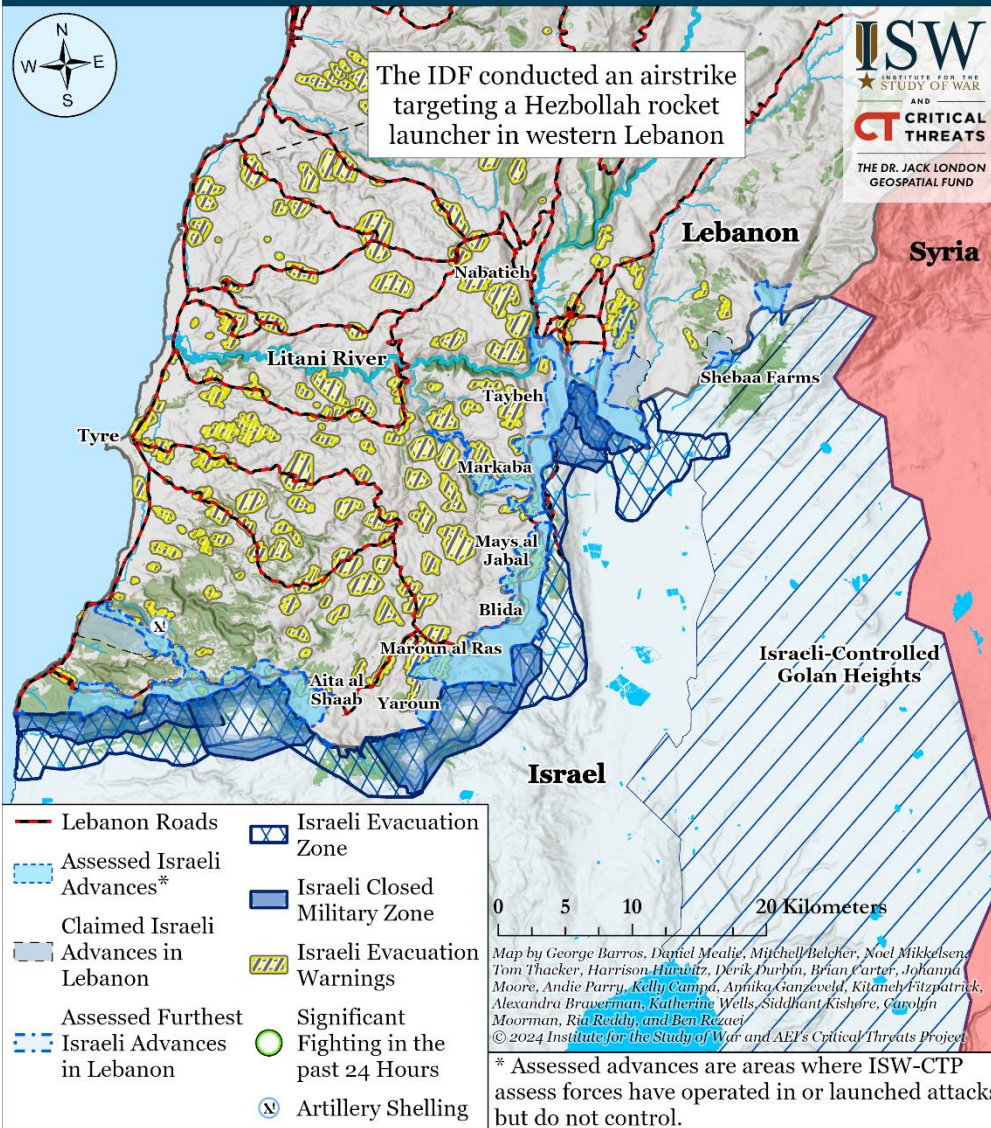 N
W
E
S
The IDF conducted an airstrike
targeting a Hezbollah rocket
launcher in western Lebanon
ISW
INSTITUTE FOR THE
STUDY OF WAR
AND
CT CRITICAL
THREATS
THE DR. JACK LONDON
GEOSPATIAL FUND
Lebanon
Syria
Nabatieh
Litani River
Shebaa Farms
Taybeh
Tyre
Markaba
Mays al
Jabal
Blida
Maroun al Ras
Aita al
Shaab
Yaroun
Israeli-Controlled
Golan Heights
Israel
Lebanon Roads
Assessed Israeli
Advances*
Claimed Israeli
Advances in
Lebanon
Assessed Furthest
Israeli Advances
in Lebanon
Israeli Evacuation
Zone
Israeli Closed
Military Zone
Israeli Evacuation
Warnings
Significant
Fighting in the
past 24 Hours
Artillery Shelling
0 5 10 20 Kilometers
Map by George Barros, Daniel Mealie, Mitchell Belcher, Noel Mikkelsen,
Tom Thacker, Harrison Hurwitz, Derik Durbin, Brian Carter, Johanna
Moore, Andie Parry, Kelly Campa, Annika Ganzeveld, Kitaneh Fitzpatrick,
Alexandra Braverman, Katherine Wells, Siddhant Kishore, Carolyn
Moorman, Ria Reddy, and Ben Rezaei
© 2024 Institute for the Study of War and AEI's Critical Threats Project
* Assessed advances are areas where ISW-CTP
assess forces have operated in or launched attacks
but do not control.